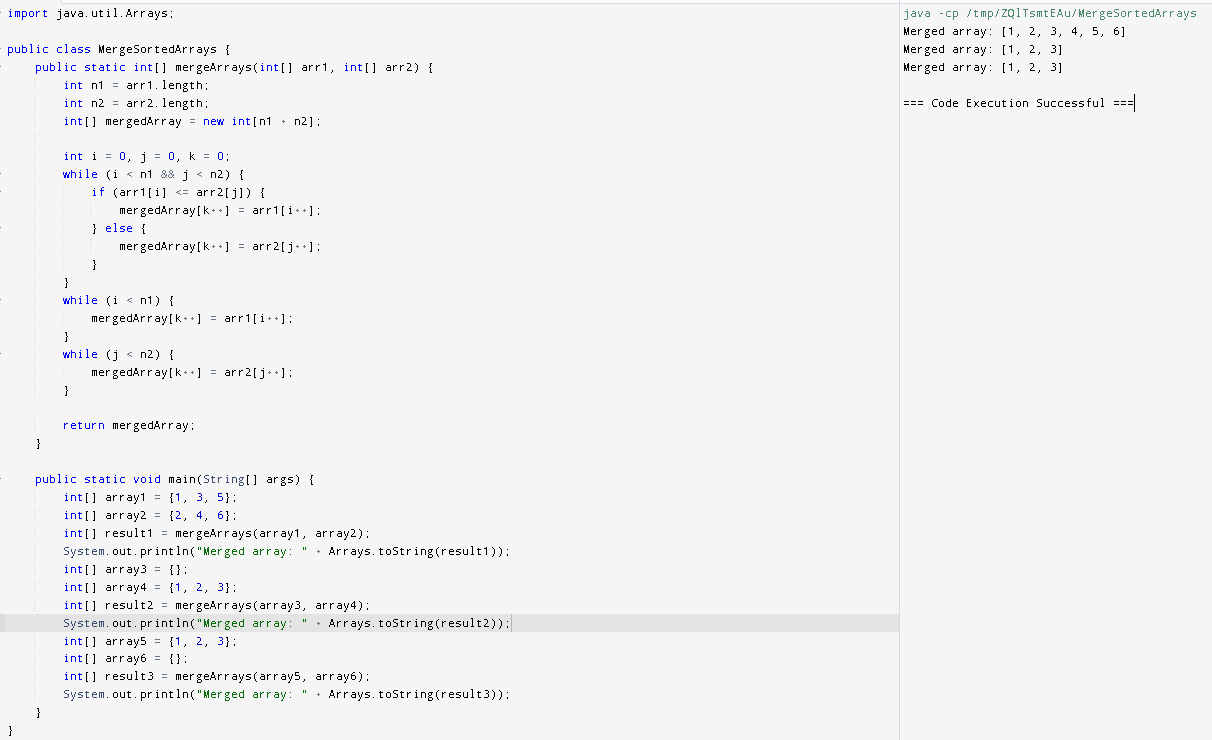 import java.util.Arrays;
public class MergeSortedArrays {
public static int[] mergeArrays(int[] arr1, int[] arr2) {
int n1 = arr1.length;
int n2 = arr2.length;
int[] mergedArray = new int[n1 + n2];
int i = 0, j = 0, k = 0;
while (i < n1 && j < n2) {
if (arr1[i] <= arr2[j]) {
mergedArray[k++] = arr1[i++];
} else {
mergedArray[k++] = arr2[j++];
}
}
while (i < n1) {
mergedArray[k++] = arr1[i++];
}
while (j < n2) {
mergedArray[k++] = arr2[j++];
}
return mergedArray;
}
public static void main(String[] args) {
int[] array1 = {1, 3, 5};
int[] array2 = {2, 4, 6};
int[] result1 = mergeArrays(array1, array2);
System.out.println("Merged array: " + Arrays.toString(result1));
int[] array3 = {};
int[] array4 = {1, 2, 3};
int[] result2 = mergeArrays(array3, array4);
System.out.println("Merged array: " + Arrays.toString(result2));
int[] array5 = {1, 2, 3};
int[] array6 = {};
int[] result3 = mergeArrays(array5, array6);
System.out.println("Merged array: " + Arrays.toString(result3));
}
}
java -cp /tmp/ZQlTsmtEAu/MergeSortedArrays
Merged array: [1, 2, 3, 4, 5, 6]
Merged array: [1, 2, 3]
Merged array: [1, 2, 3]
=== Code Execution Successful ===